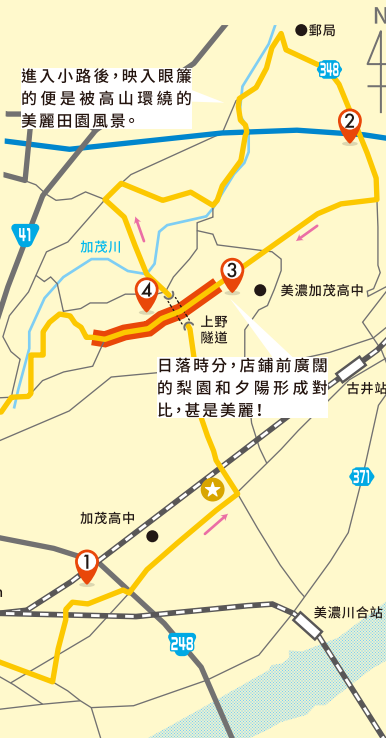 N
郵局
348
進入小路後，映入眼簾
的便是被高山環繞的
美麗田園風景。
2
41
加茂川
3
4
美濃加茂高中
上野
隧道
日落時分，店鋪前廣闊
的梨園和夕陽形成對
比，甚是美麗！
古井站
371
加茂高中
1
美濃川合站
248